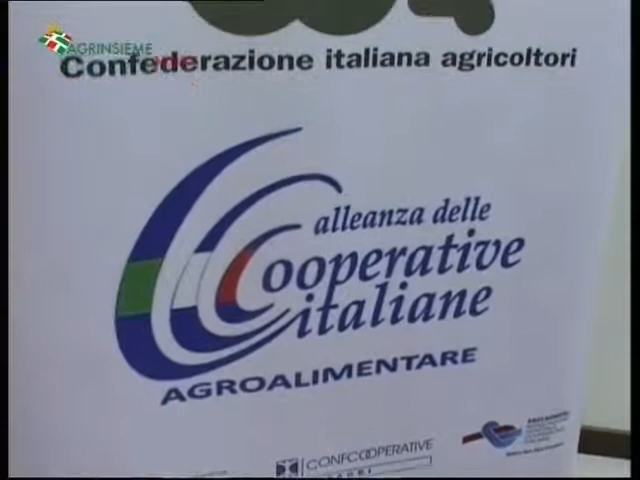 AGRINSIEME
Confederazione italiana agricoltori
alleanza delle
Cooperative
italiane
AGROALIMENTARE
CONFCOOPERATIVE